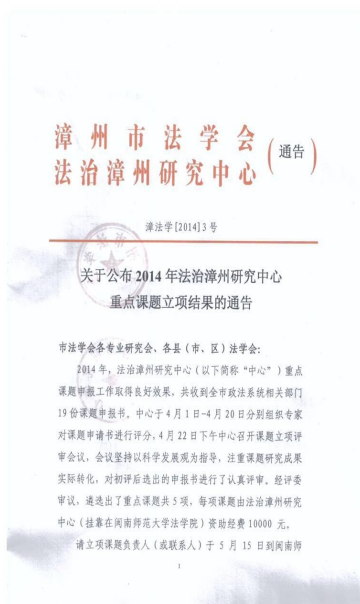 漳州市法学会
法治漳州研究中心
(通告)
漳法学[2014]3号
关于公布2014年法治漳州研究中心
重点课题立项结果的通告
市法学会各专业研究会、各县（市、区）法学会：
2014年，法治漳州研究中心（以下简称“中心”）重点
课题申报工作取得良好效果，共收到全市政法系统相关部门
19份课题申报书。中心于4月1日-4月20日分别组织专家
对课题申请书进行评分，4月22日下午中心召开课题立项评
审会议，会议坚持以科学发展观为指导，注重课题研究成果
实际转化，对初评后选出的申报书进行了认真评审。经评委
审议，遴选出了重点课题共5项，每项课题由法治漳州研究
中心（挂靠在闽南师范大学法学院）资助经费10000元。
请立项课题负责人（或联系人）于5月15日到闽南师
1